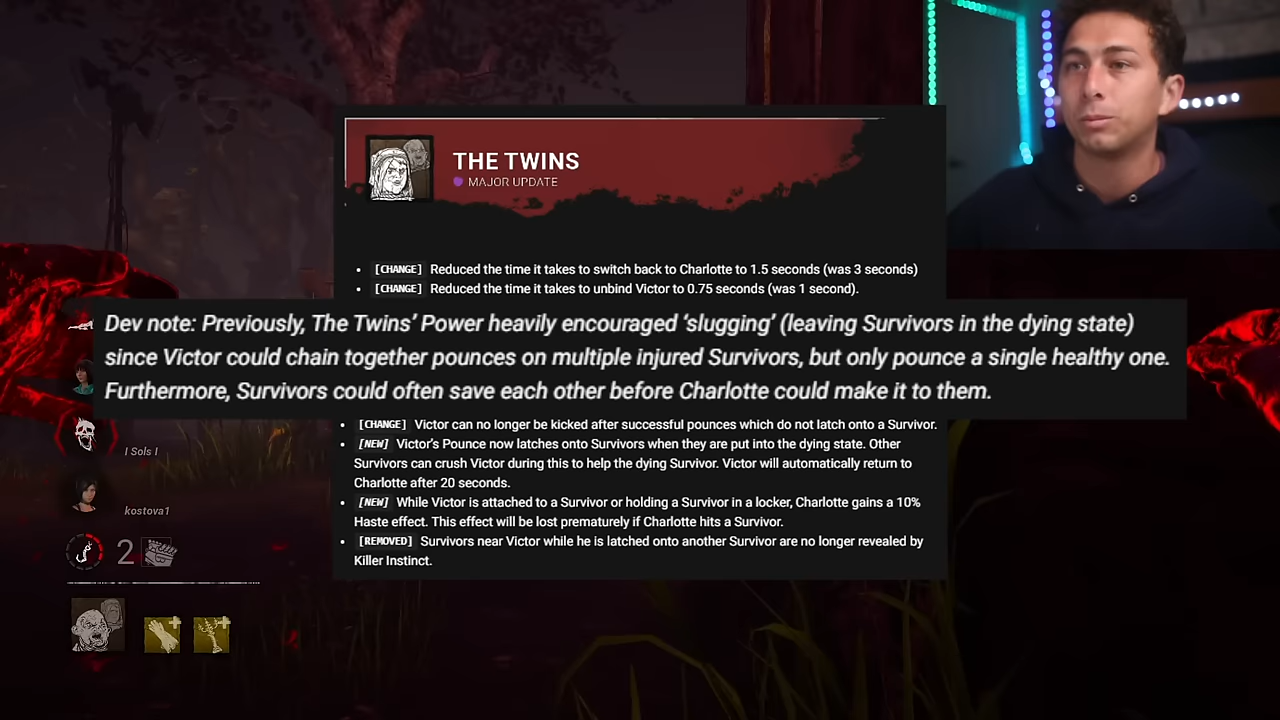 THE TWINS
MAJOR UPDATE
• [CHANGE] Reduced the time it takes to switch back to Charlotte to 1.5 seconds (was 3 seconds)
• [CHANGE] Reduced the time it takes to unbind Victor to 0.75 seconds (was 1 second).
Dev note: Previously, The Twins' Power heavily encouraged 'slugging' (leaving Survivors in the dying state)
since Victor could chain together pounces on multiple injured Survivors, but only pounce a single healthy one.
Furthermore, Survivors could often save each other before Charlotte could make it to them.
• [CHANGE] Victor can no longer be kicked after successful pounces which do not latch onto a Survivor.
• [NEW] Victor's Pounce now latches onto Survivors when they are put into the dying state. Other
Survivors can crush Victor during this to help the dying Survivor. Victor will automatically return to
Charlotte after 20 seconds.
• [NEW] While Victor is attached to a Survivor or holding a Survivor in a locker, Charlotte gains a 10%
Haste effect. This effect will be lost prematurely if Charlotte hits a Survivor.
• [REMOVED] Survivors near Victor while he is latched onto another Survivor are no longer revealed by
Killer Instinct.
I Sols I
kostova1
2